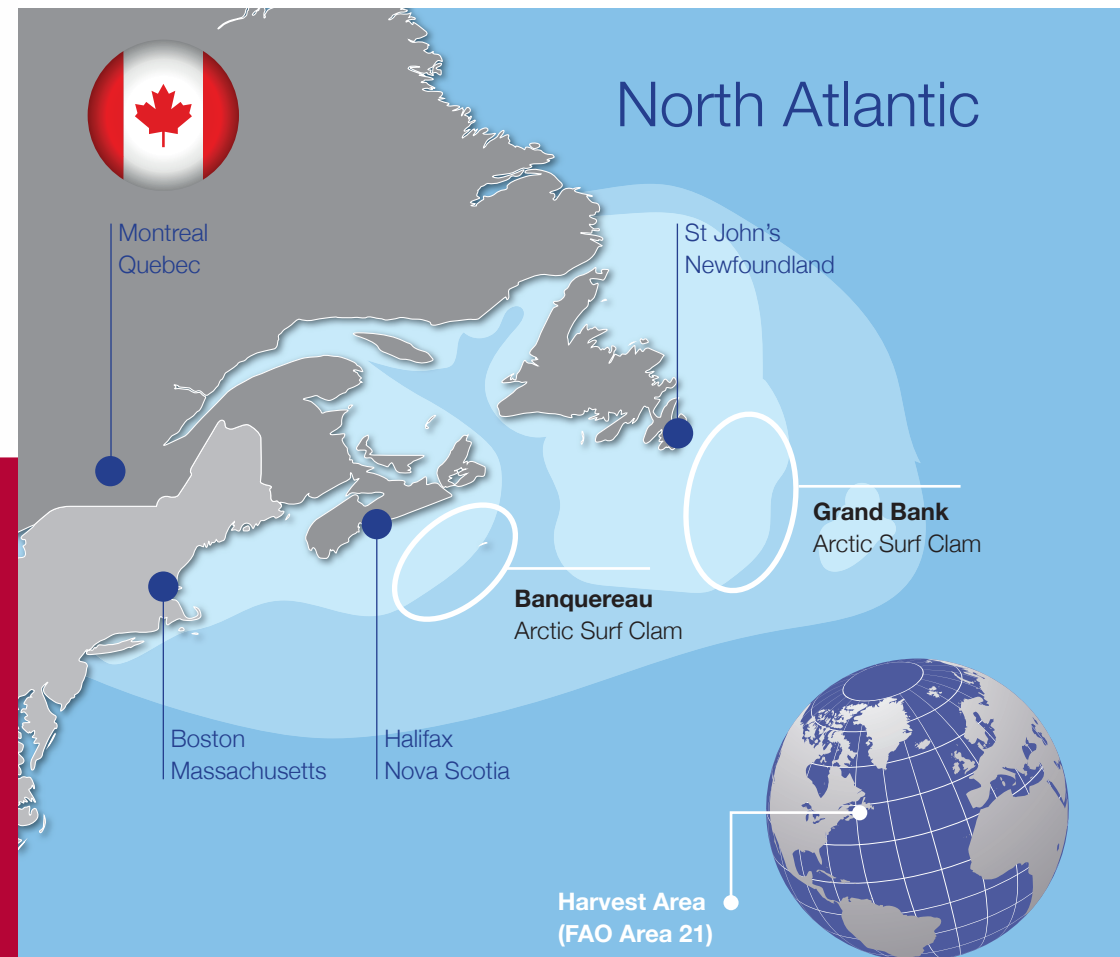 North Atlantic
Montreal
Quebec
St John’s
Newfoundland
Grand Bank
Arctic Surf Clam
Banquereau
Arctic Surf Clam
Boston
Massachusetts
Halifax
Nova Scotia
Harvest Area
(FAO Area 21)